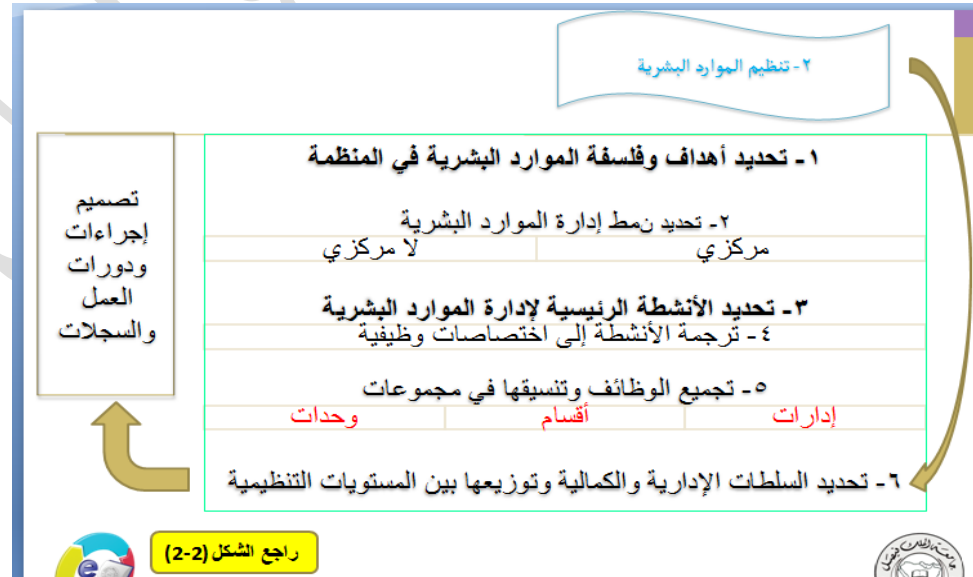 ٢- تنظيم الموارد البشرية
١- تحديد أهداف وفلسفة الموارد البشرية في المنظمة
٢- تحديد نمط إدارة الموارد البشرية
مركزي لا مركزي
٣- تحديد الأنشطة الرئيسية لإدارة الموارد البشرية
٤- ترجمة الأنشطة إلى اختصاصات وظيفية
٥- تجميع الوظائف وتنسيقها في مجموعات
إدارات أقسام وحدات
٦- تحديد السلطات الإدارية والكمالية وتوزيعها بين المستويات التنظيمية
تصميم
إجراءات
ودورات
العمل
والسجلات
راجع الشكل (2-2)
e